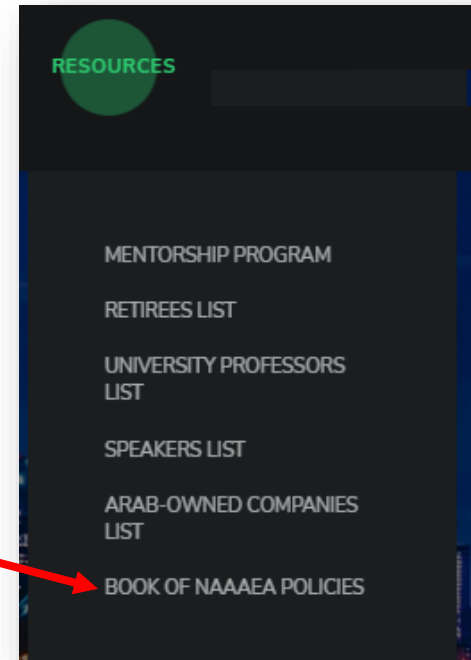 RESOURCES
MENTORSHIP PROGRAM
RETIREES LIST
UNIVERSITY PROFESSORS
LIST
SPEAKERS LIST
ARAB-OWNED COMPANIES
LIST
BOOK OF NAAAEA POLICIES